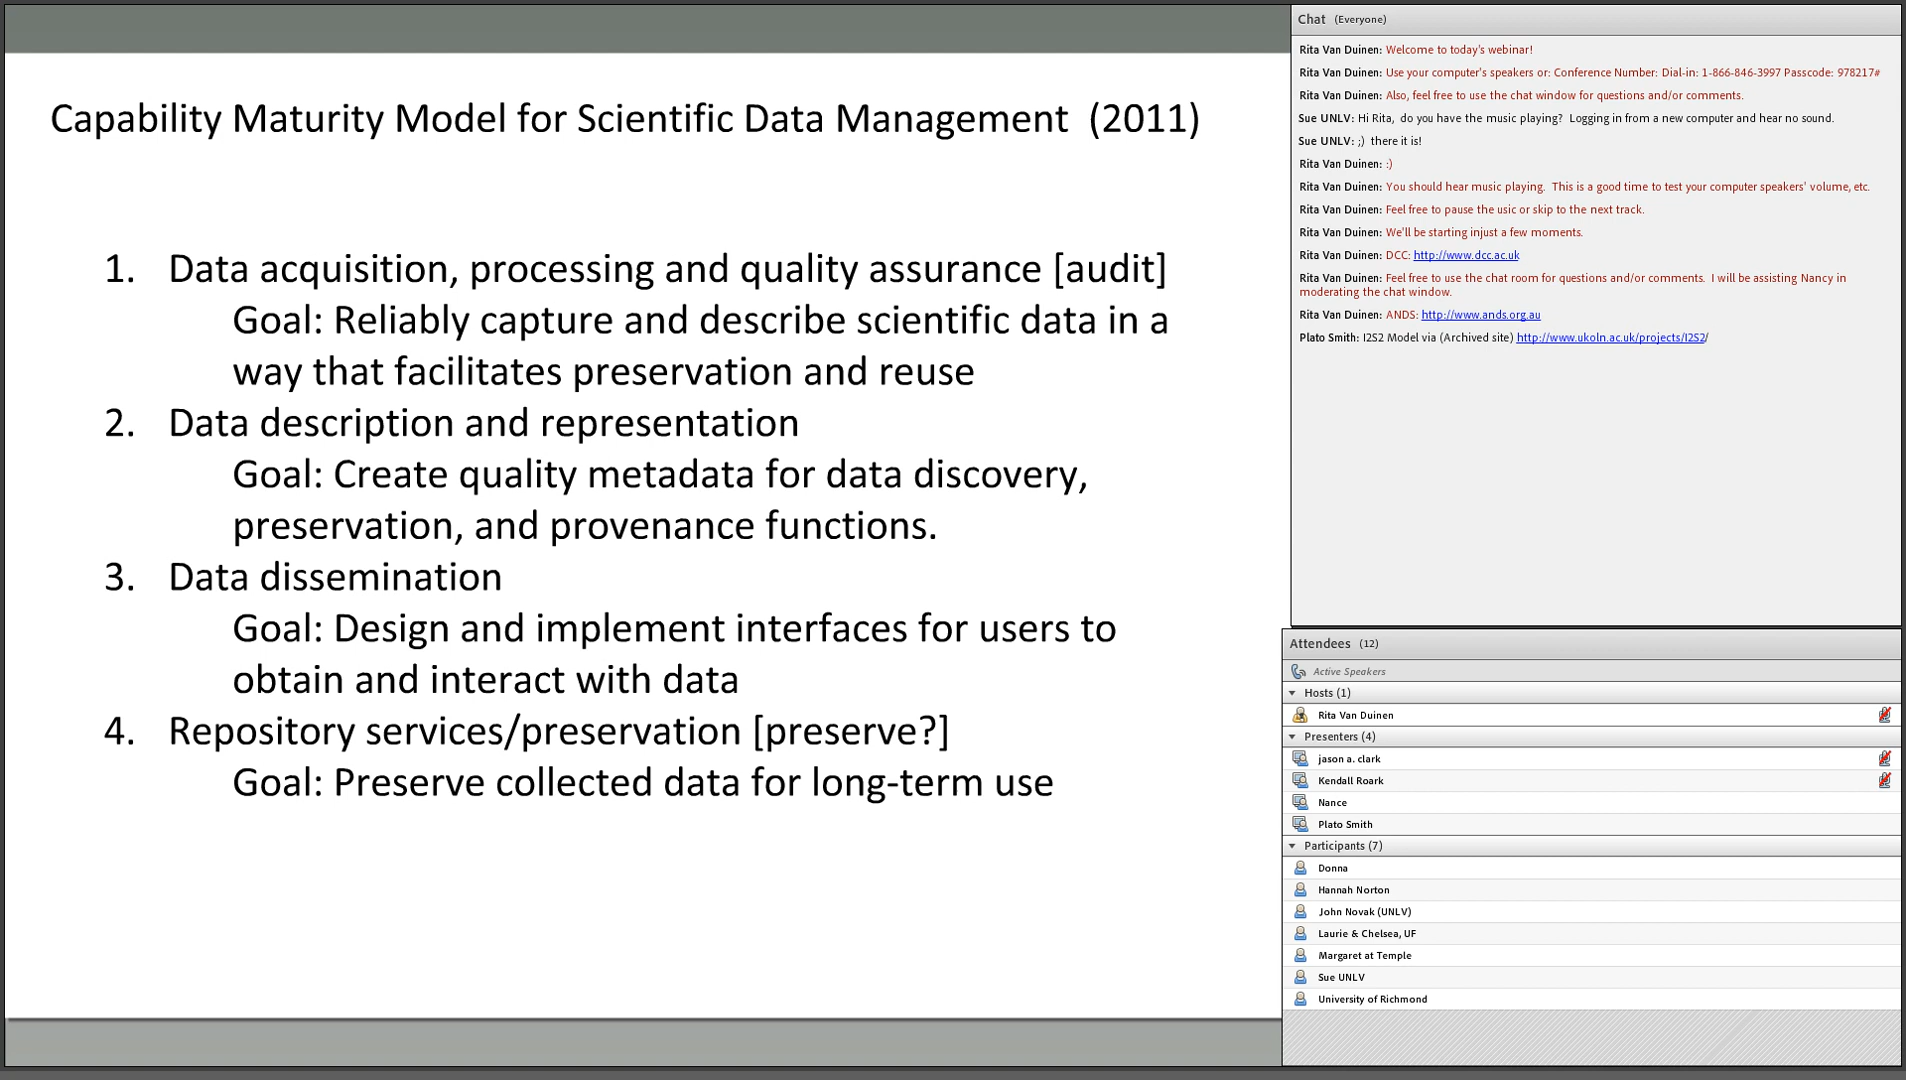 Capability Maturity Model for Scientific Data Management  (2011)
1. Data acquisition, processing and quality assurance [audit]
Goal: Reliably capture and describe scientific data in a
way that facilitates preservation and reuse
2. Data description and representation
Goal: Create quality metadata for data discovery,
preservation, and provenance functions.
3. Data dissemination
Goal: Design and implement interfaces for users to
obtain and interact with data
4. Repository services/preservation [preserve?]
Goal: Preserve collected data for long-term use
Chat (Everyone)
Rita Van Duinen: Welcome to today's webinar!
Rita Van Duinen: Use your computer's speakers or: Conference Number: Dial-in: 1-866-846-3997 Passcode: 978217#
Rita Van Duinen: Also, feel free to use the chat window for questions and/or comments.
Sue UNLV: Hi Rita,  do you have the music playing?  Logging in from a new computer and hear no sound.
Sue UNLV: ;)  there it is!
Rita Van Duinen: :)
Rita Van Duinen: You should hear music playing.  This is a good time to test your computer speakers' volume, etc.
Rita Van Duinen: Feel free to pause the usic or skip to the next track.
Rita Van Duinen: We'll be starting injust a few moments.
Rita Van Duinen: DCC: http://www.dcc.ac.uk
Rita Van Duinen: Feel free to use the chat room for questions and/or comments.  I will be assisting Nancy in
moderating the chat window.
Rita Van Duinen: ANDS: http://www.ands.org.au
Plato Smith: I2S2 Model via (Archived site) http://www.ukoln.ac.uk/projects/I2S2/
Attendees (12)
Active Speakers
Hosts (1)
Rita Van Duinen
Presenters (4)
jason a. clark
Kendall Roark
Nance
Plato Smith
Participants (7)
Donna
Hannah Norton
John Novak (UNLV)
Laurie & Chelsea, UF
Margaret at Temple
Sue UNLV
University of Richmond